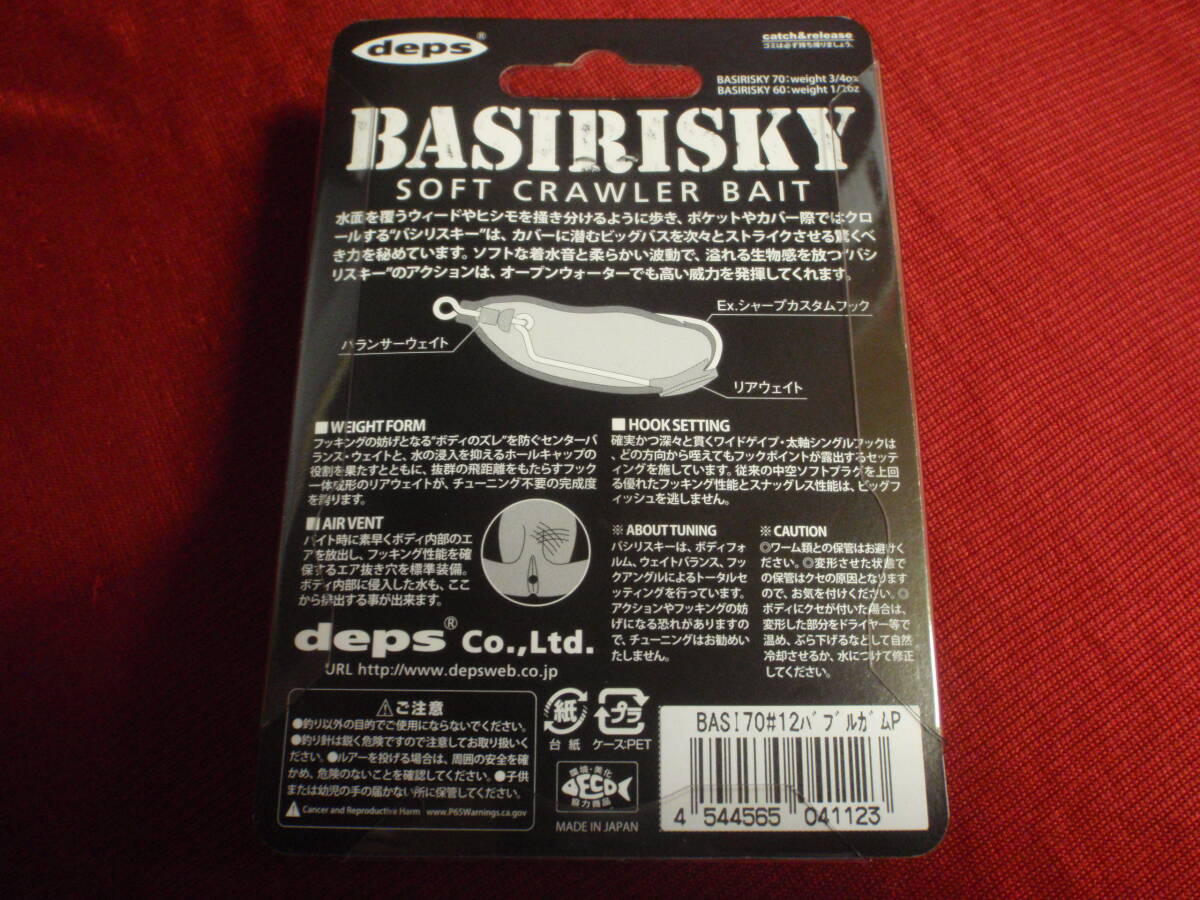 deps®
catch&release
ゴミは必ず持ち帰りましょう。
BASIRISKY 70：weight 3/4oz
BASIRISKY 60：weight 1/2oz
BASIRISKY
SOFT CRAWLER BAIT
水面を覆うウィードやヒシモを掻き分けるように歩き、ポケットやカバー際ではクロ
ールする“バシリスキー”は、カバーに潜むビッグバスを次々とストライクさせる驚くべ
き力を秘めています。ソフトな着水音と柔らかい波動で、溢れる生物感を放つ“バシ
リスキー”のアクションは、オープンウォーターでも高い威力を発揮してくれます。
Ex.シャープカスタムフック
バランサーウェイト
リアウェイト
■WEIGHT FORM
フッキングの妨げとなる“ボディのズレ”を防ぐセンターバ
ランス・ウェイトと、水の浸入を抑えるホールキャップの
役割を果たすとともに、抜群の飛距離をもたらすフック
一体成形のリアウェイトが、チューニング不要の完成度
を誇ります。
■HOOK SETTING
確実かつ深々と貫くワイドゲイプ・太軸シングルフックは
、どの方向から咥えてもフックポイントが露出するセッテ
ィングを施しています。従来の中空ソフトプラグを上回
る優れたフッキング性能とスナッグレス性能は、ビッグフ
ィッシュを逃しません。
■AIR VENT
バイト時に素早くボディ内部のエ
アを放出し、フッキング性能を確
保するエア抜き穴を標準装備。
ボディ内部に侵入した水も、ここ
から排出する事が出来ます。
※ ABOUT TUNING
バシリスキーは、ボディフォ
ルム、ウェイトバランス、フッ
クアングルによるトータルセ
ッティングを行っています。
アクションやフッキングの妨
げになる恐れがありますの
で、チューニングはお勧めい
たしません。
※ CAUTION
◎ワーム類との保管はお避けく
ださい。◎変形させた状態で
の保管はクセの原因となります
ので、お気を付けください。◎
ボディにクセが付いた場合は、
変形した部分をドライヤー等で
温め、ぶら下げるなどして自然
冷却させるか、水につけて修正
してください。
deps® Co.,Ltd.
URL http://www.depsweb.co.jp
⚠ご注意
●釣り以外の目的でご使用にならないでください。
●釣り針は鋭く危険ですので注意してお取り扱いく
ださい。●ルアーを投げる場合は、周囲の安全を確
かめ、危険のないことを確認してください。●子供
または幼児の手の届かない所に保管してください。
⚠ Cancer and Reproductive Harm www.P65Warnings.ca.gov
紙
台紙
プラ
ケース:PET
環境・美化
ECO
協力商品
MADE IN JAPAN
BASI70#12ﾊﾞﾌﾞﾙｶﾞﾑP
4 544565 041123